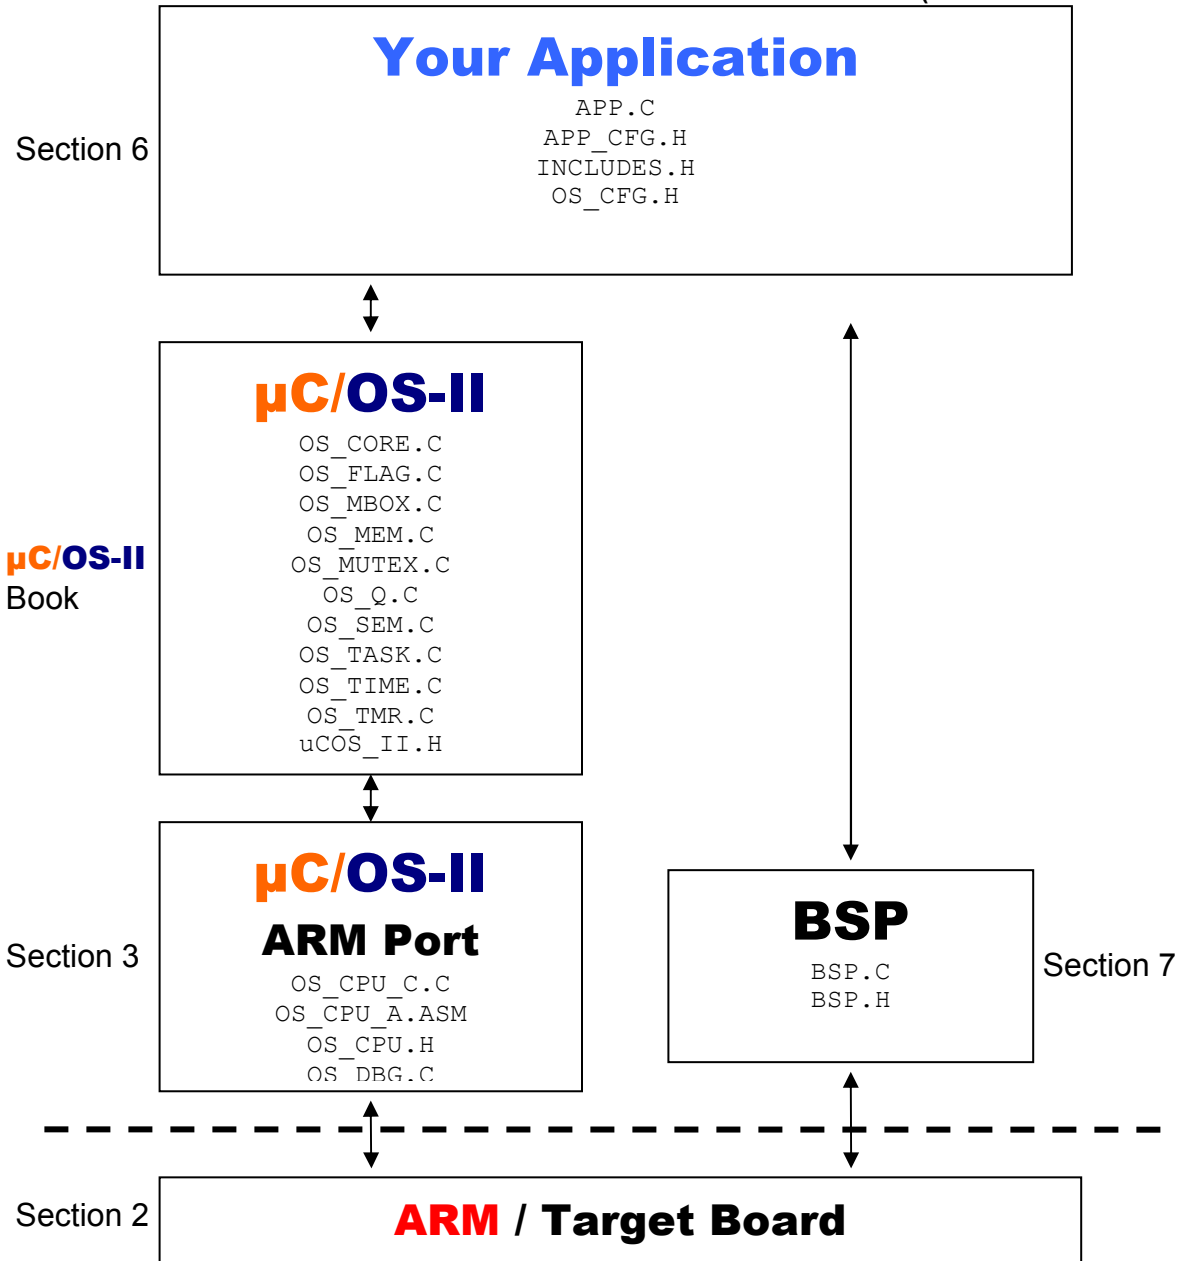 Your Application
APP.C
APP_CFG.H
INCLUDES.H
OS_CFG.H
Section 6
µC/OS-II
OS_CORE.C
OS_FLAG.C
OS_MBOX.C
OS_MEM.C
OS_MUTEX.C
OS_Q.C
OS_SEM.C
OS_TASK.C
OS_TIME.C
OS_TMR.C
uCOS_II.H
µC/OS-II
Book
µC/OS-II
ARM Port
OS_CPU_C.C
OS_CPU_A.ASM
OS_CPU.H
OS_DBG.C
Section 3
BSP
BSP.C
BSP.H
Section 7
Section 2
ARM / Target Board